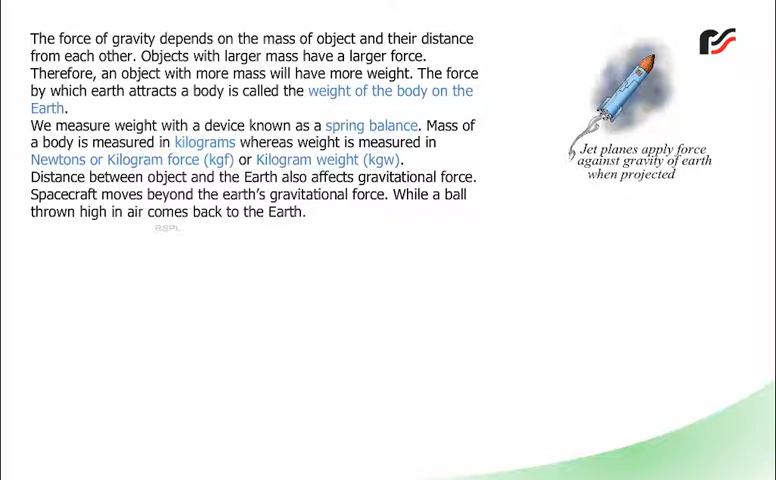 The force of gravity depends on the mass of object and their distance
from each other. Objects with larger mass have a larger force.
Therefore, an object with more mass will have more weight. The force
by which earth attracts a body is called the weight of the body on the
Earth.
We measure weight with a device known as a spring balance. Mass of
a body is measured in kilograms whereas weight is measured in
Newtons or Kilogram force (kgf) or Kilogram weight (kgw).
Distance between object and the Earth also affects gravitational force.
Spacecraft moves beyond the earth's gravitational force. While a ball
thrown high in air comes back to the Earth.
RSPL
Jet planes apply force
against gravity of earth
when projected